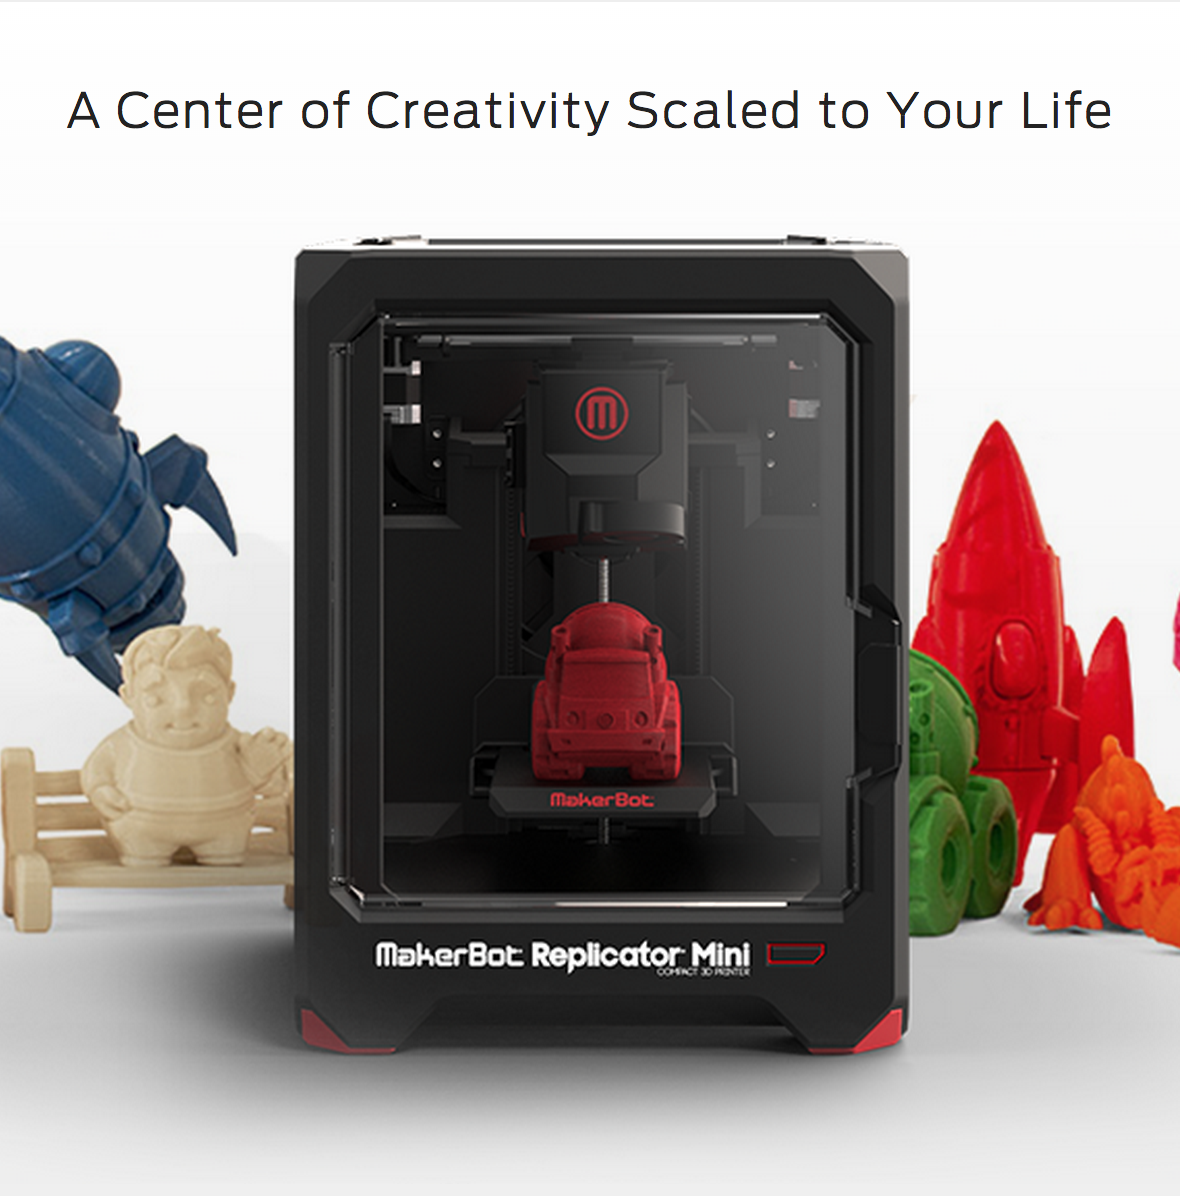 A Center of Creativity Scaled to Your Life
M
MakerBot
MakerBot Replicator Mini
COMPACT 3D PRINTER